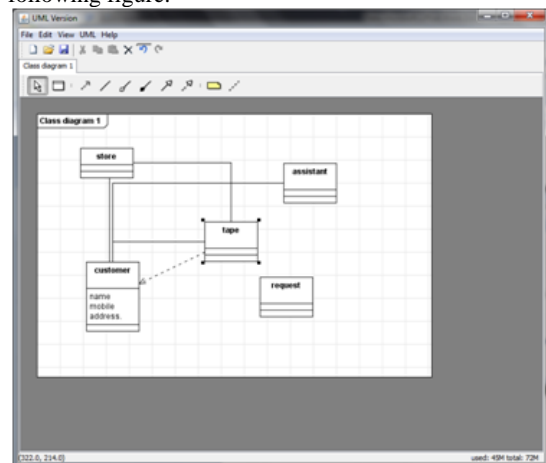 following figure.
UML Version
File Edit View UML Help
Class diagram 1
Class diagram 1
store
assistant
tape
customer
name
mobile
address.
request
(322.0, 214.0)
used: 45M total: 72M